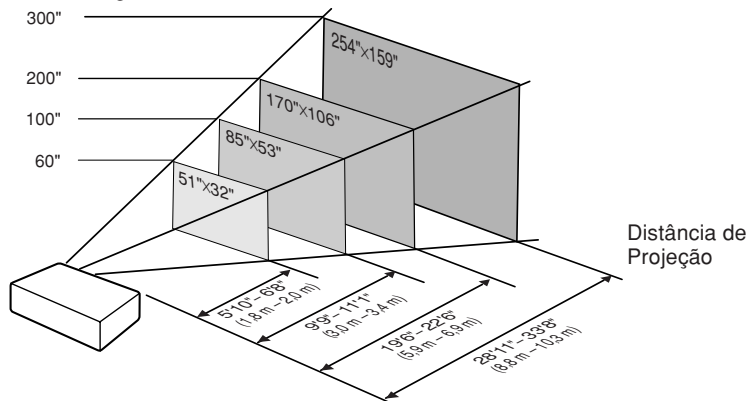 300"
254"×159"
200"
170"×106"
100"
85"×53"
60"
51"×32"
Distância de
Projeção
5'10"–6'8"
(1,8 m – 2,0 m)
9'9"–11'1"
(3,0 m – 3,4 m)
19'6"–22'6"
(5,9 m – 6,9 m)
28'11"–33'8"
(8,8 m – 10,3 m)